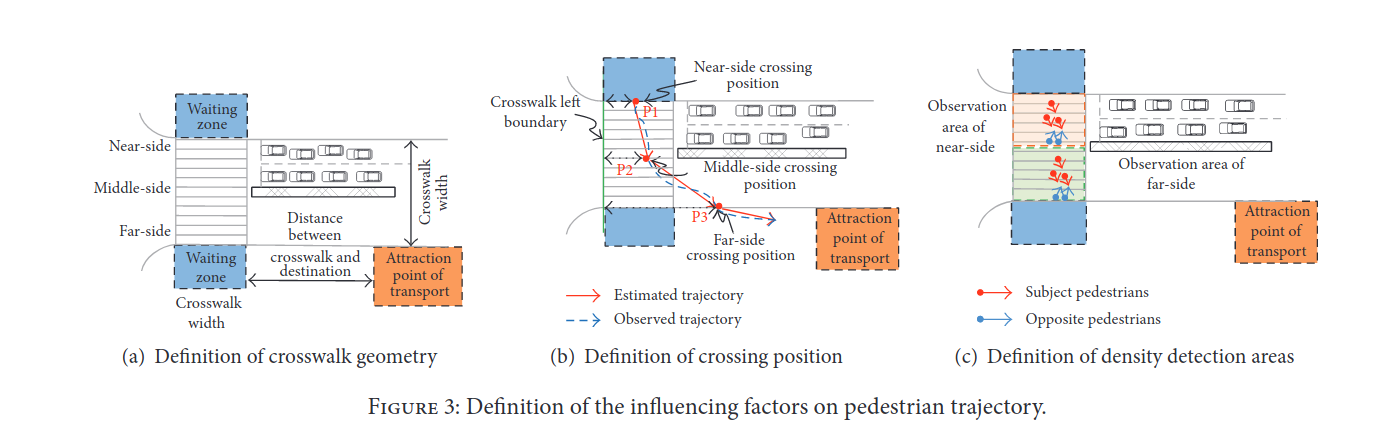 Waiting
zone
Near-side
Middle-side
Far-side
Crosswalk
width
Distance
between
crosswalk and
destination
Waiting
zone
Attraction
point of
transport
Crosswalk
width
(a) Definition of crosswalk geometry
Near-side crossing
position
Crosswalk left
boundary
P1
P2
Middle-side crossing
position
P3
Far-side
crossing position
Attraction
point of
transport
Estimated trajectory
Observed trajectory
(b) Definition of crossing position
Observation
area of
near-side
Observation area of
far-side
Attraction
point of
transport
Subject pedestrians
Opposite pedestrians
(c) Definition of density detection areas
Figure 3: Definition of the influencing factors on pedestrian trajectory.